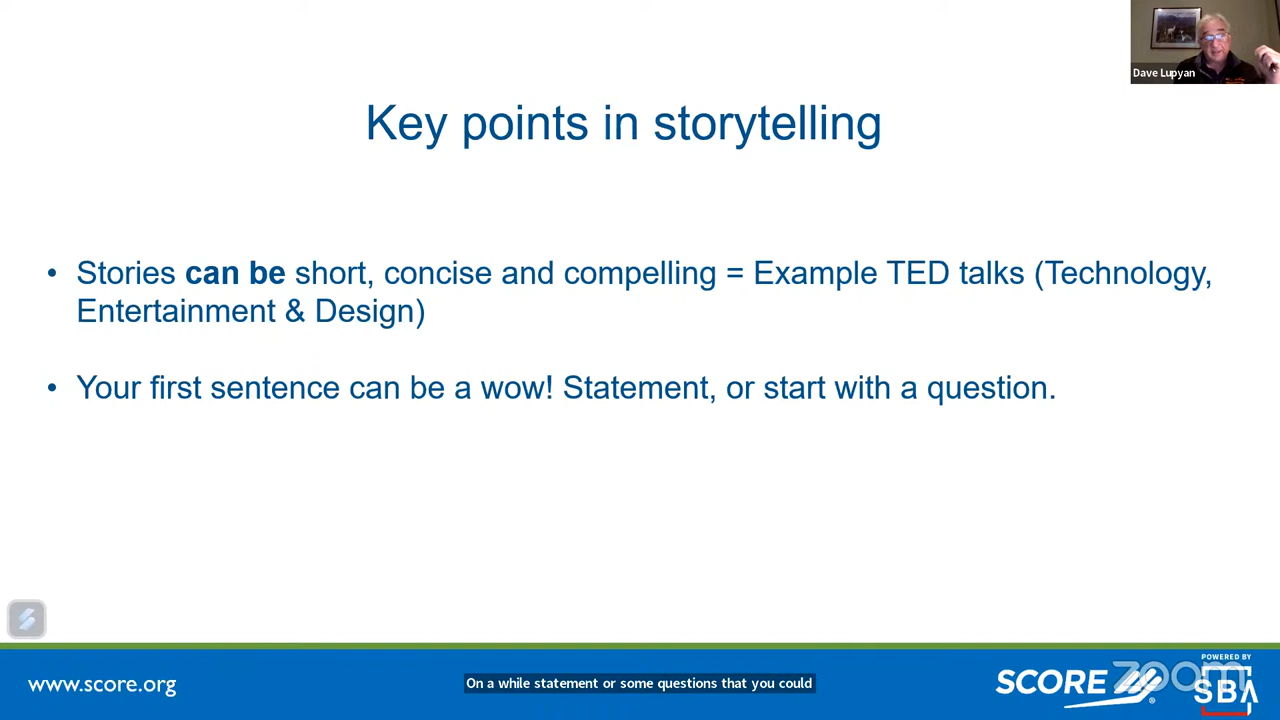 Dave Lupyan
Key points in storytelling
• Stories can be short, concise and compelling = Example TED talks (Technology,
Entertainment & Design)
• Your first sentence can be a wow! Statement, or start with a question.
www.score.org
On a while statement or some questions that you could
SCORE
®
zoom
POWERED BY
SBA